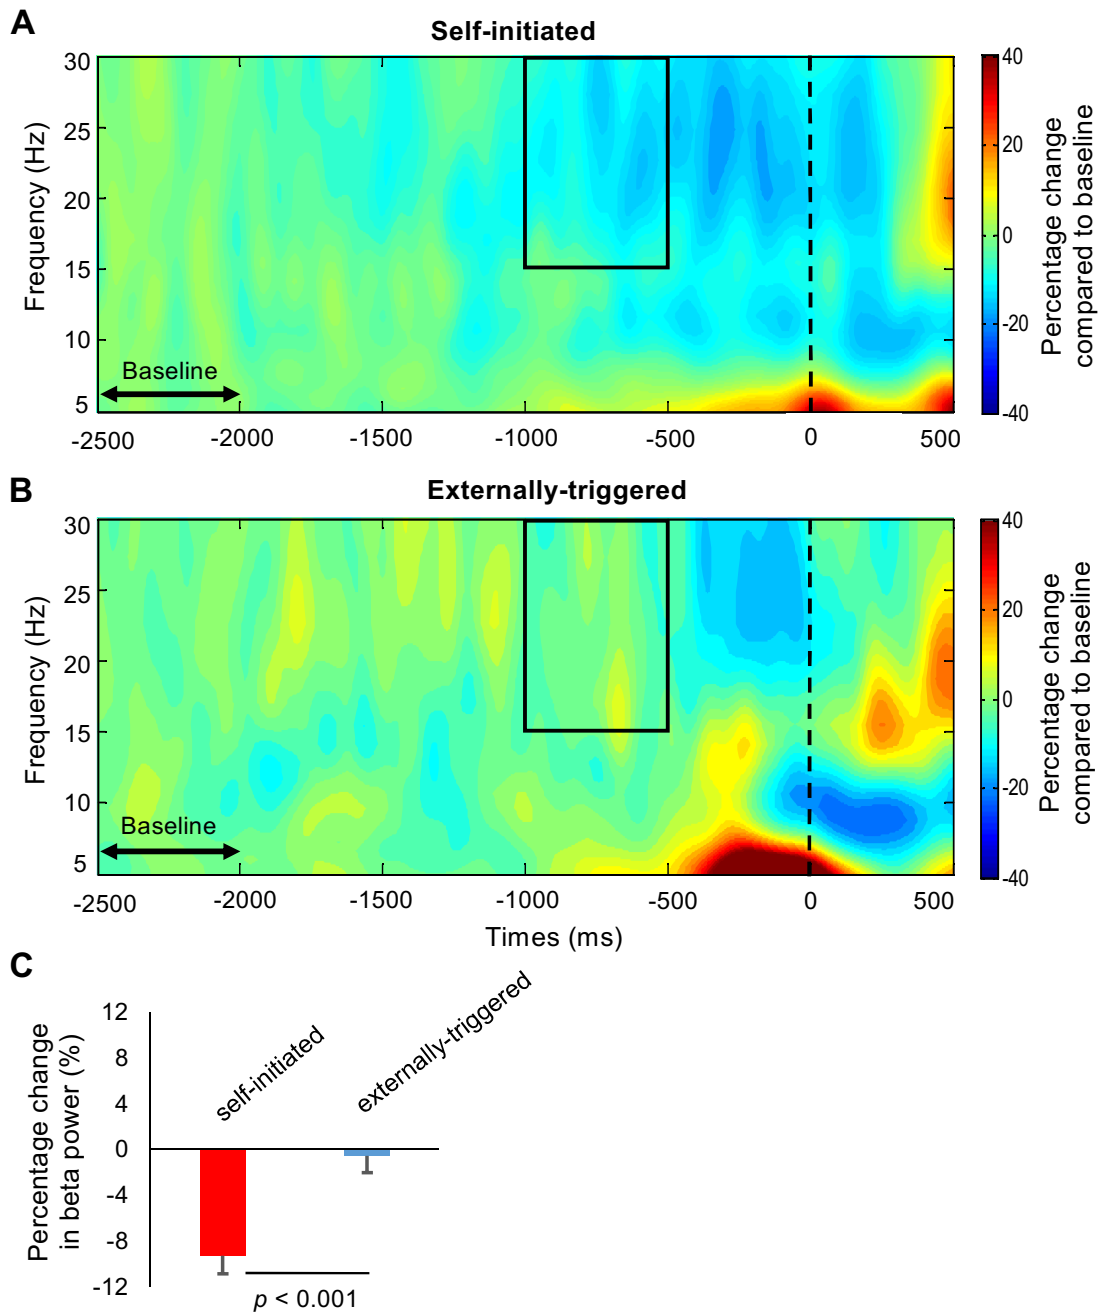 A
Self-initiated
30
25
20
15
10
5
Frequency (Hz)
Baseline
-2500
-2000
-1500
-1000
-500
0
500
40
20
0
-20
-40
Percentage change
compared to baseline
B
Externally-triggered
30
25
20
15
10
5
Frequency (Hz)
Baseline
-2500
-2000
-1500
-1000
-500
0
500
Times (ms)
40
20
0
-20
-40
Percentage change
compared to baseline
C
12
8
4
0
-4
-8
-12
Percentage change
in beta power (%)
self-initiated
externally-triggered
p < 0.001